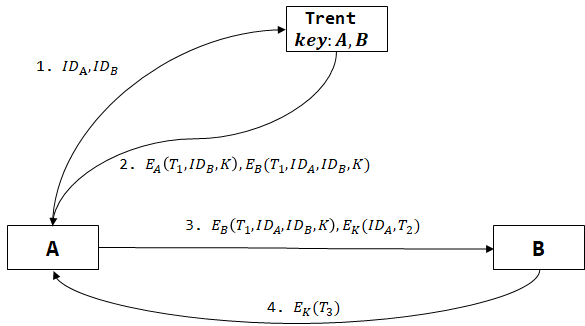 Trent
key: A, B
1. ID_A, ID_B
2. E_A(T_1, ID_B, K), E_B(T_1, ID_A, ID_B, K)
3. E_B(T_1, ID_A, ID_B, K), E_K(ID_A, T_2)
A
B
4. E_K(T_3)